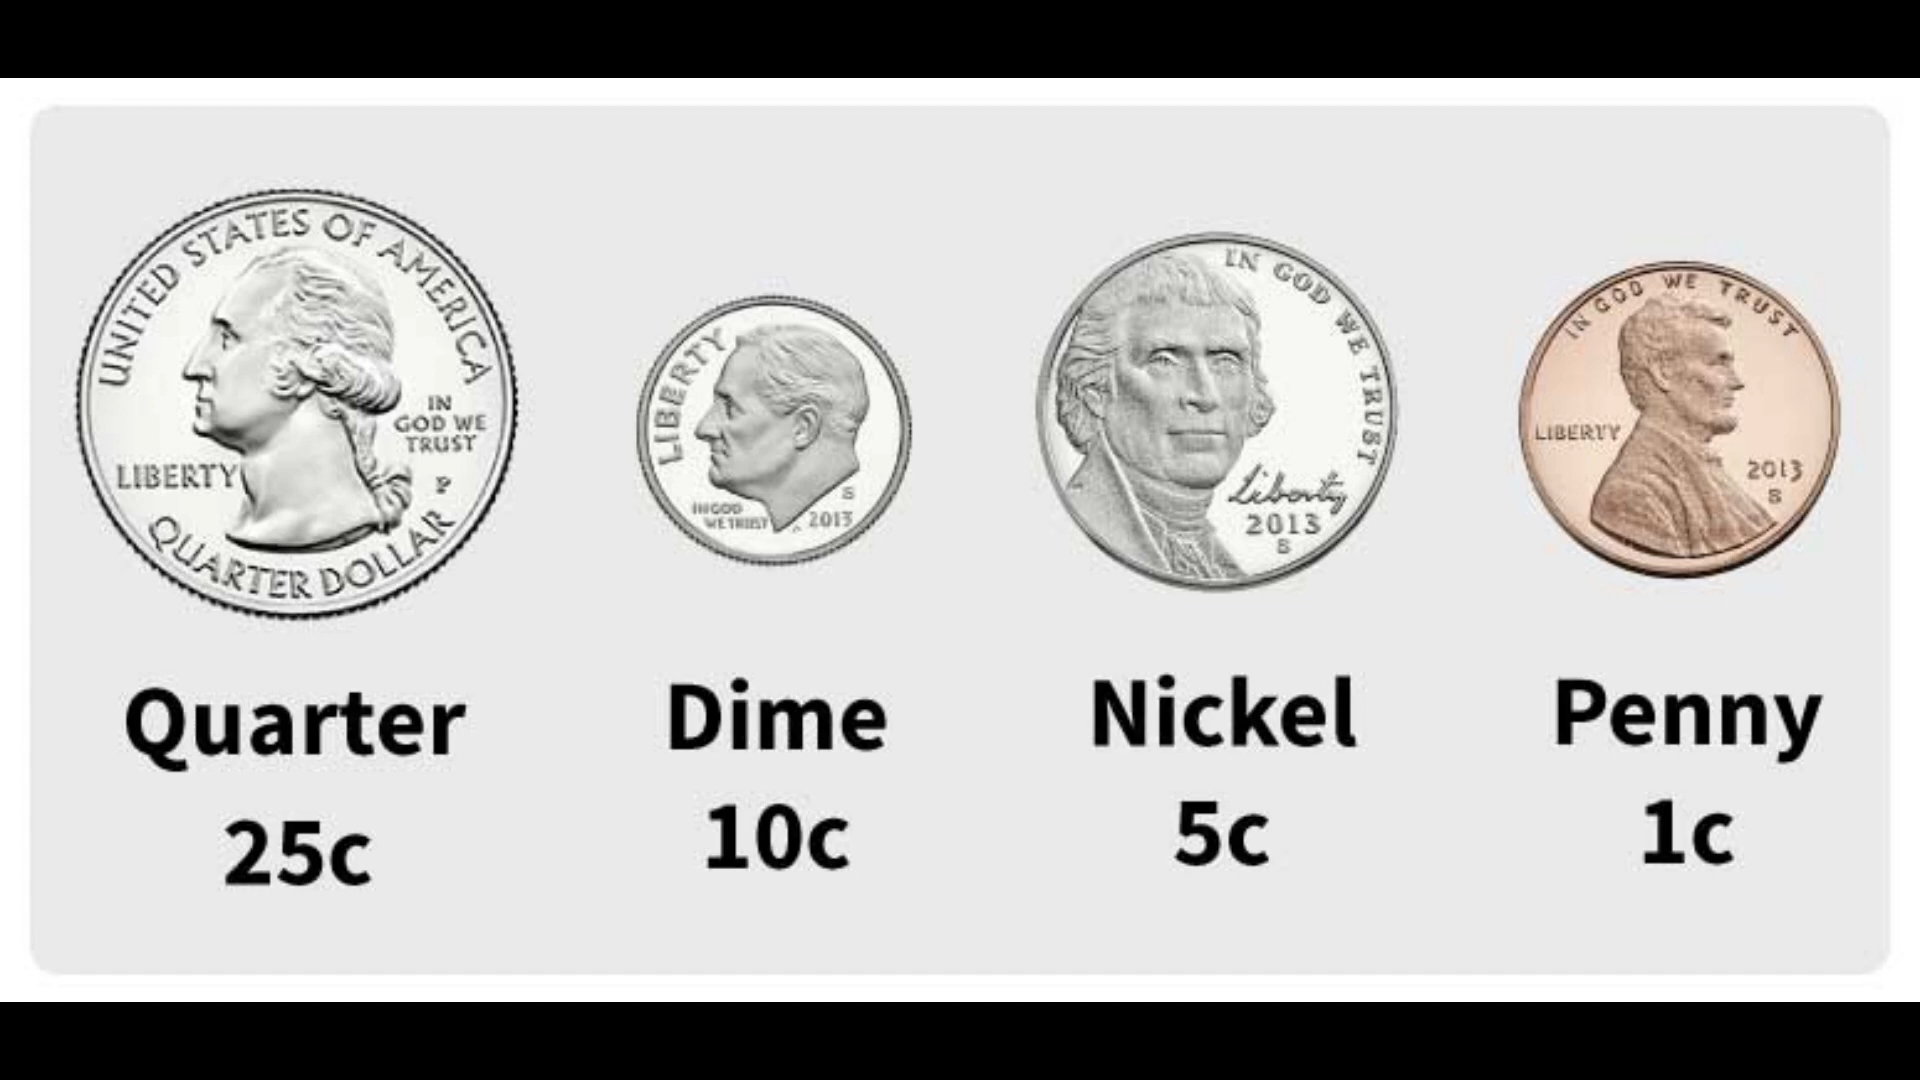 UNITED STATES OF AMERICA
IN
GOD WE
TRUST
LIBERTY
P
QUARTER DOLLAR
LIBERTY
IN GOD
WE TRUST
S
2013
IN GOD WE TRUST
Liberty
2013
S
IN GOD WE TRUST
LIBERTY
2013
S
Quarter
Dime
Nickel
Penny
25c
10c
5c
1c